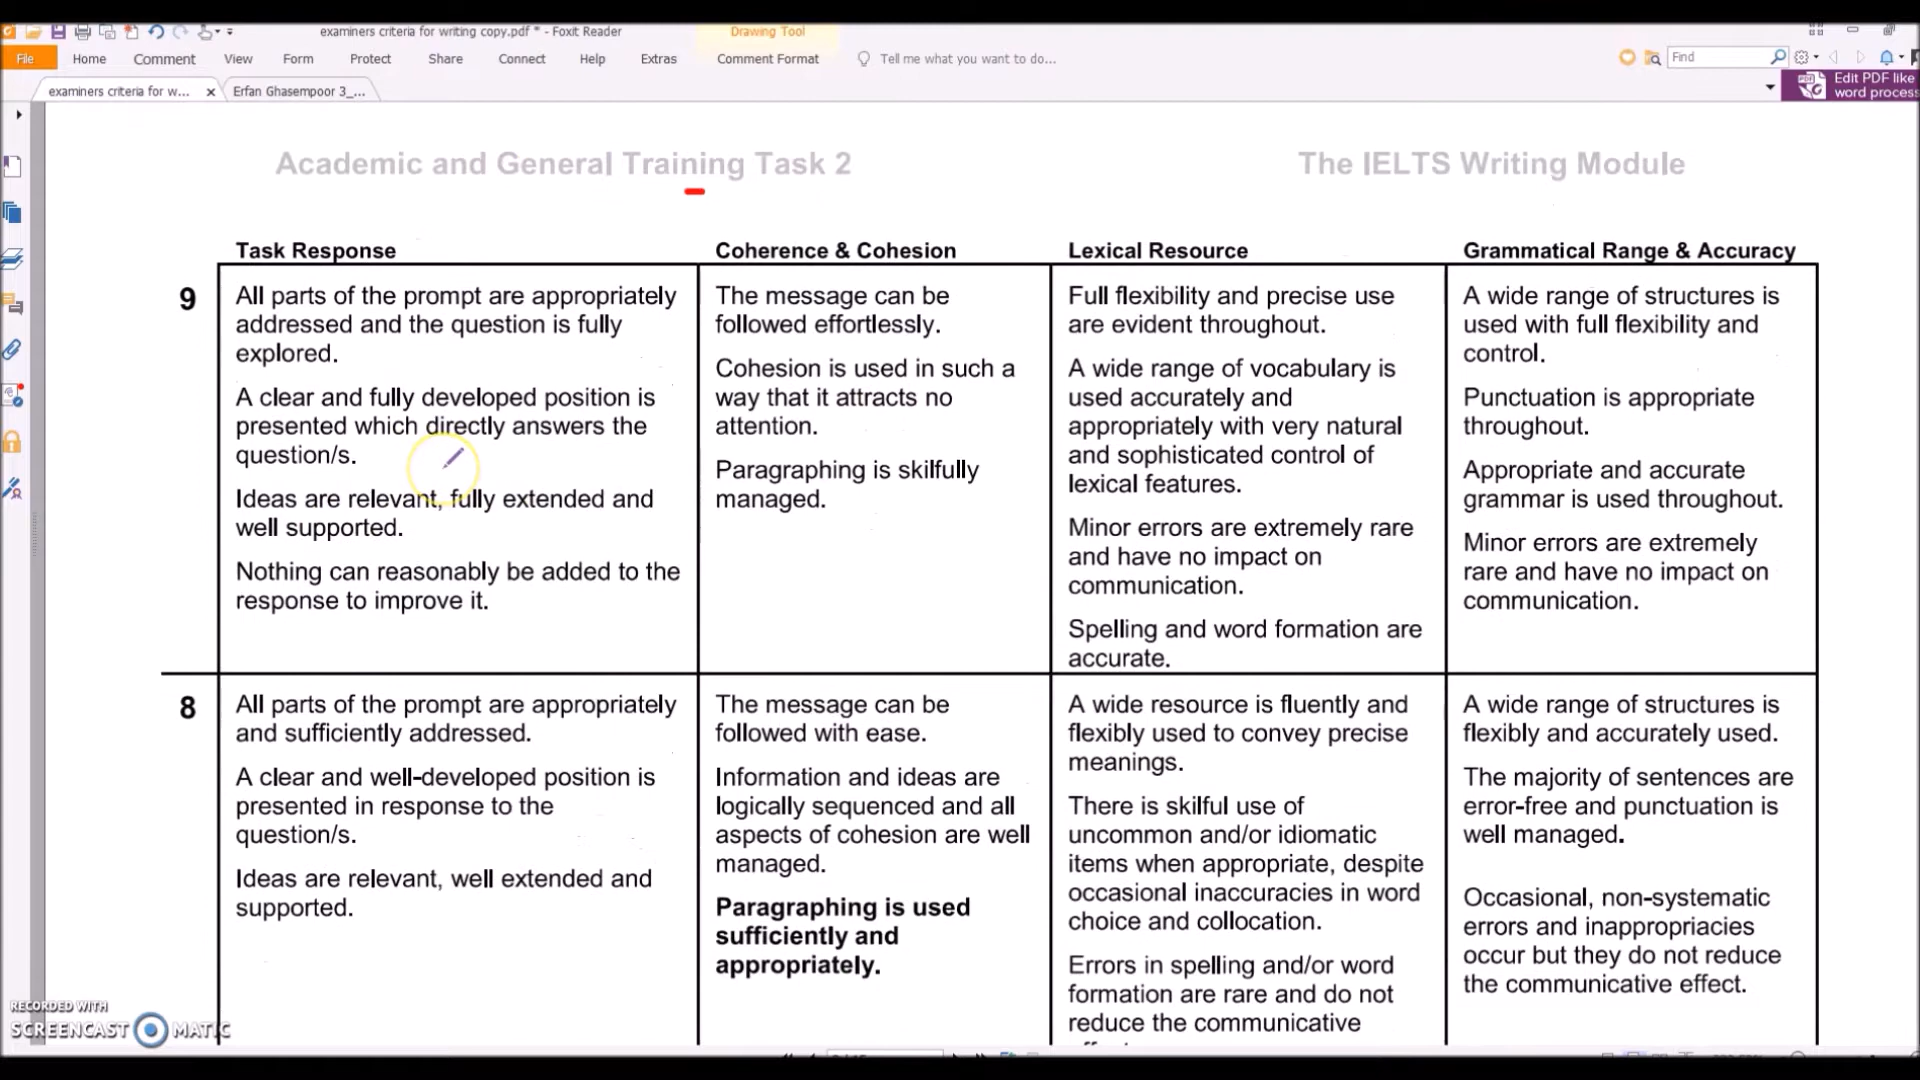 examiners criteria for writing copy.pdf * - Foxit Reader
Drawing Tool
File Home Comment View Form Protect Share Connect Help Extras Comment Format Tell me what you want to do... Find
examiners criteria for w... x Erfan Ghasempoor 3_...
Edit PDF like
word process
Academic and General Training Task 2
The IELTS Writing Module
Task Response
Coherence & Cohesion
Lexical Resource
Grammatical Range & Accuracy
9
All parts of the prompt are appropriately
addressed and the question is fully
explored.
A clear and fully developed position is
presented which directly answers the
question/s.
Ideas are relevant, fully extended and
well supported.
Nothing can reasonably be added to the
response to improve it.
The message can be
followed effortlessly.
Cohesion is used in such a
way that it attracts no
attention.
Paragraphing is skilfully
managed.
Full flexibility and precise use
are evident throughout.
A wide range of vocabulary is
used accurately and
appropriately with very natural
and sophisticated control of
lexical features.
Minor errors are extremely rare
and have no impact on
communication.
Spelling and word formation are
accurate.
A wide range of structures is
used with full flexibility and
control.
Punctuation is appropriate
throughout.
Appropriate and accurate
grammar is used throughout.
Minor errors are extremely
rare and have no impact on
communication.
8
All parts of the prompt are appropriately
and sufficiently addressed.
A clear and well-developed position is
presented in response to the
question/s.
Ideas are relevant, well extended and
supported.
The message can be
followed with ease.
Information and ideas are
logically sequenced and all
aspects of cohesion are well
managed.
Paragraphing is used
sufficiently and
appropriately.
A wide resource is fluently and
flexibly used to convey precise
meanings.
There is skilful use of
uncommon and/or idiomatic
items when appropriate, despite
occasional inaccuracies in word
choice and collocation.
Errors in spelling and/or word
formation are rare and do not
reduce the communicative
A wide range of structures is
flexibly and accurately used.
The majority of sentences are
error-free and punctuation is
well managed.
Occasional, non-systematic
errors and inappropriacies
occur but they do not reduce
the communicative effect.
RECORDED WITH
SCREENCAST MATIC